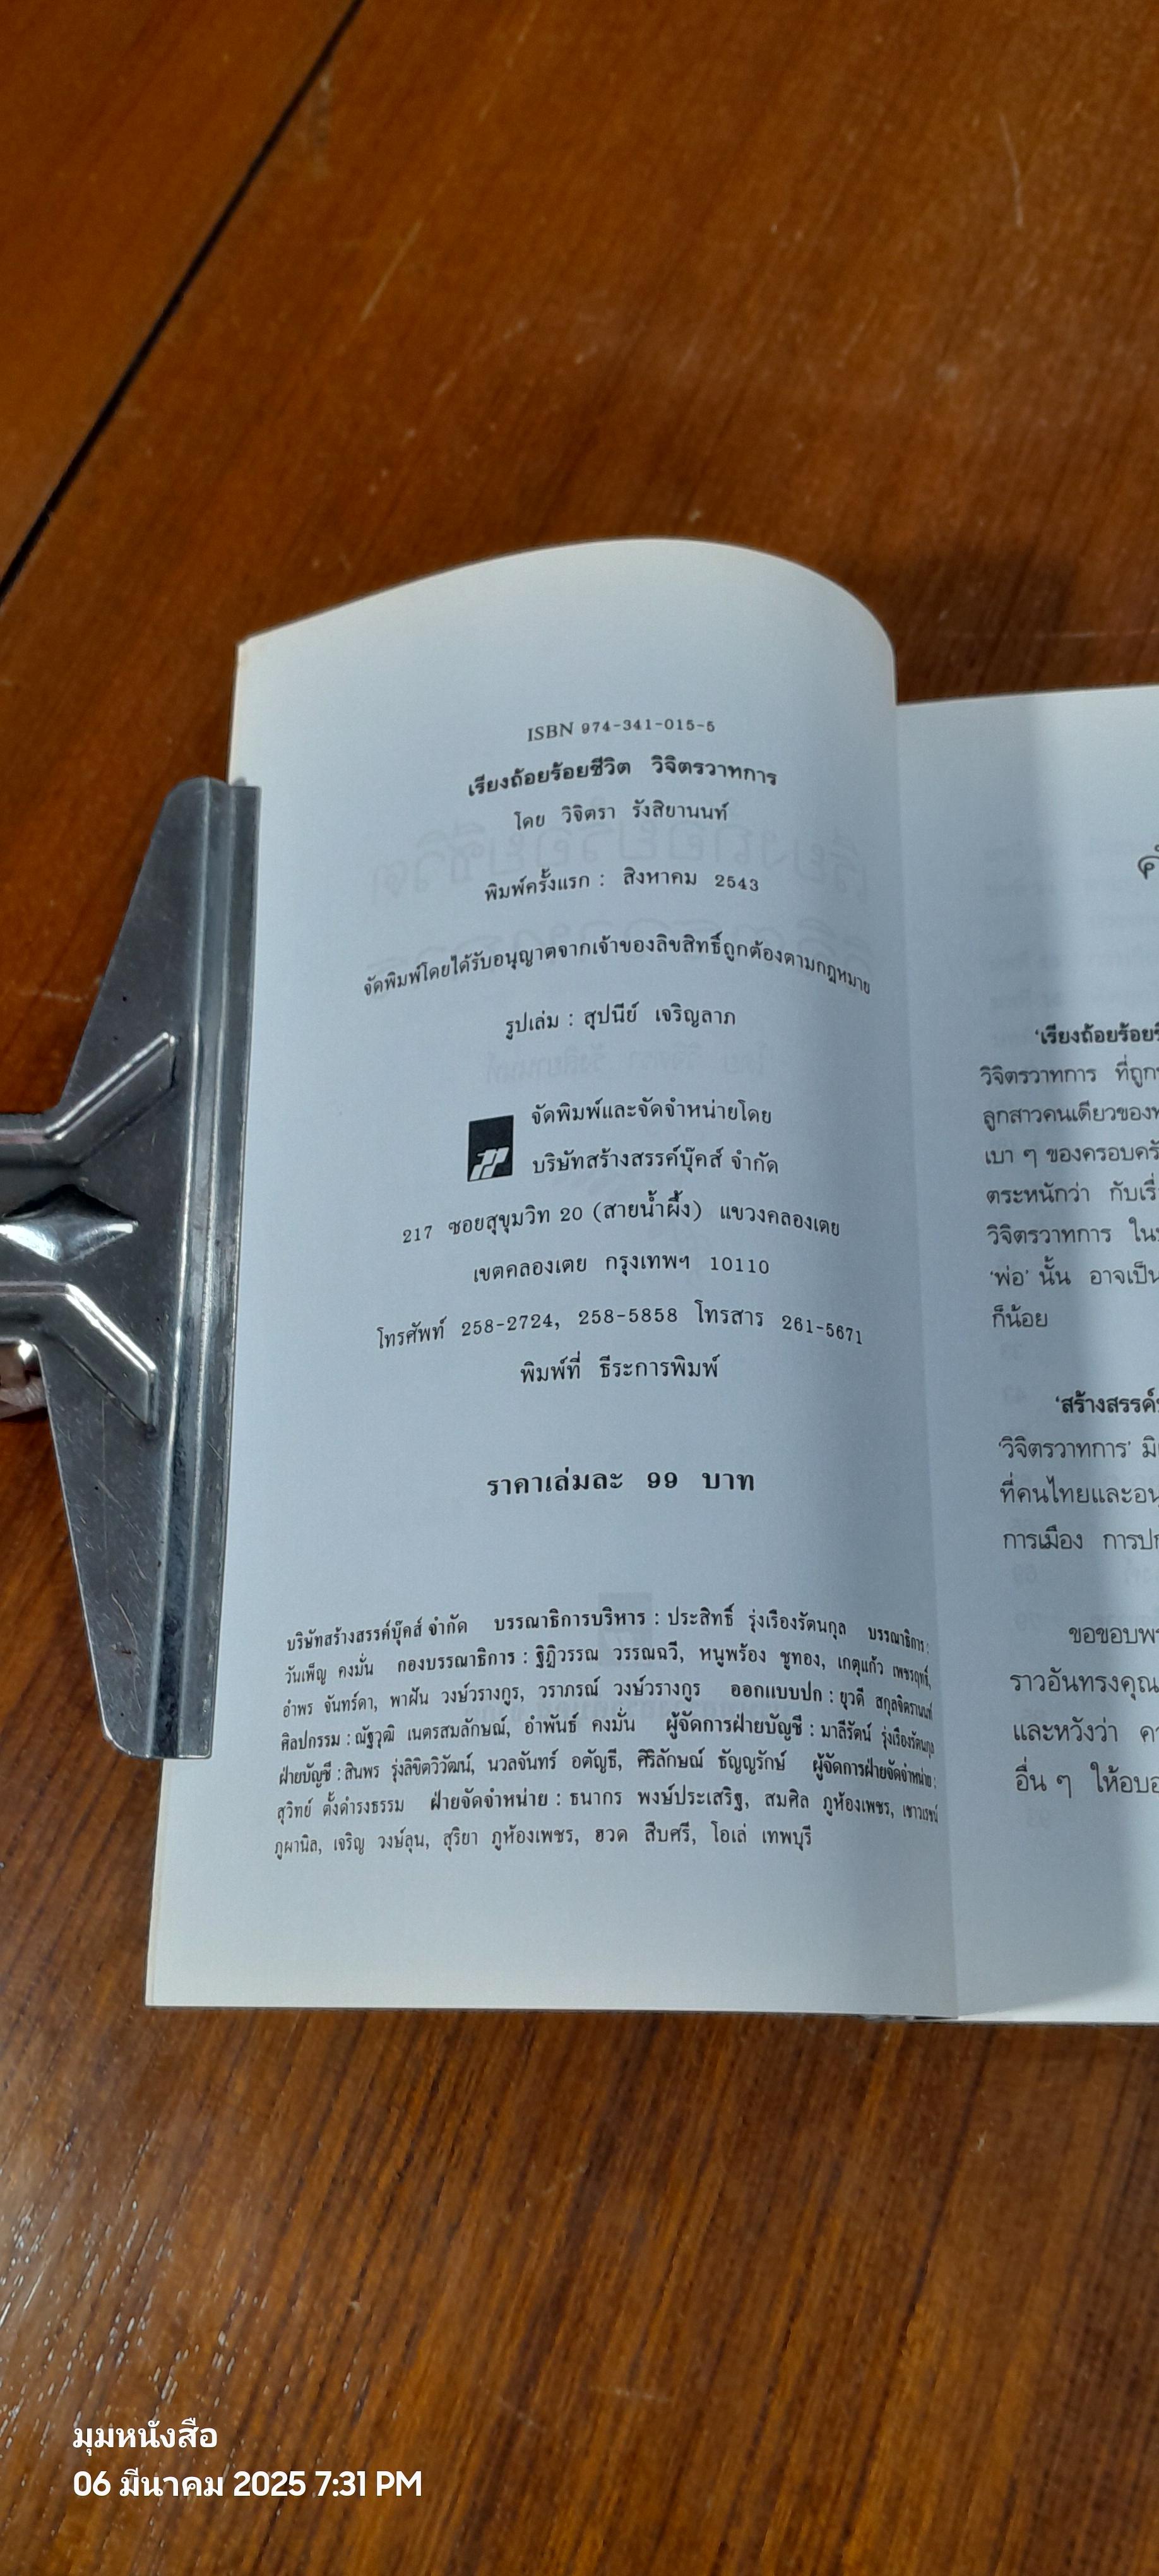 ISBN 974-341-015-5
เรียงถ้อยร้อยชีวิต วิจิตรวาทการ
โดย วิจิตรา รังสิยานนท์
พิมพ์ครั้งแรก : สิงหาคม 2543
จัดพิมพ์โดยได้รับอนุญาตจากเจ้าของลิขสิทธิ์ถูกต้องตามกฎหมาย
รูปเล่ม : สุปนีย์ เจริญลาภ
จัดพิมพ์และจัดจำหน่ายโดย
บริษัทสร้างสรรค์บุ๊คส์ จำกัด
217 ซอยสุขุมวิท 20 (สายน้ำผึ้ง) แขวงคลองเตย
เขตคลองเตย กรุงเทพฯ 10110
โทรศัพท์ 258-2724, 258-5858 โทรสาร 261-5671
พิมพ์ที่ ธีระการพิมพ์
ราคาเล่มละ 99 บาท
บริษัทสร้างสรรค์บุ๊คส์ จำกัด บรรณาธิการบริหาร : ประสิทธิ์ รุ่งเรืองรัตนกุล บรรณาธิการ :
วันเพ็ญ คงมั่น กองบรรณาธิการ : ฐิฏิวรรณ วรรณฉวี, หนูพร้อง ชูทอง, เกตุแก้ว เพชรฤทธิ์,
อำพร จันทร์ดา, พาฝัน วงษ์วรางกูร, วราภรณ์ วงษ์วรางกูร ออกแบบปก : ยุวดี สกุลจิตรานนท์
ศิลปกรรม : ณัฐวุฒิ เนตรสมลักษณ์, อำพันธ์ คงมั่น ผู้จัดการฝ่ายบัญชี : มาลีรัตน์ รุ่งเรืองรัตนกุล
ฝ่ายบัญชี : สินพร รุ่งลิขิตวิวัฒน์, นวลจันทร์ อตัญธี, ศิริลักษณ์ ธัญญรักษ์ ผู้จัดการฝ่ายจัดจำหน่าย :
สุวิทย์ ตั้งดำรงธรรม ฝ่ายจัดจำหน่าย : ธนากร พงษ์ประเสริฐ, สมศิล ภูห้องเพชร, เชาวเรศน์
ภูผานิล, เจริญ วงษ์ลุน, สุริยา ภูห้องเพชร, ฮวด สืบศรี, โอเล่ เทพบุรี
'เรียงถ้อยร้อย
วิจิตรวาทการ ที่ถูก
ลูกสาวคนเดียวของ
เบา ๆ ของครอบครั
ตระหนักว่า กับเรื่
วิจิตรวาทการ ใน
'พ่อ' นั้น อาจเป็น
ก็น้อย
'สร้างสรรค์
'วิจิตรวาทการ' มิ
ที่คนไทยและอนุ
การเมือง การปก
ขอขอบพร
ราวอันทรงคุณ
และหวังว่า คว
อื่น ๆ ให้อบอ
มุมหนังสือ
06 มีนาคม 2025 7:31 PM